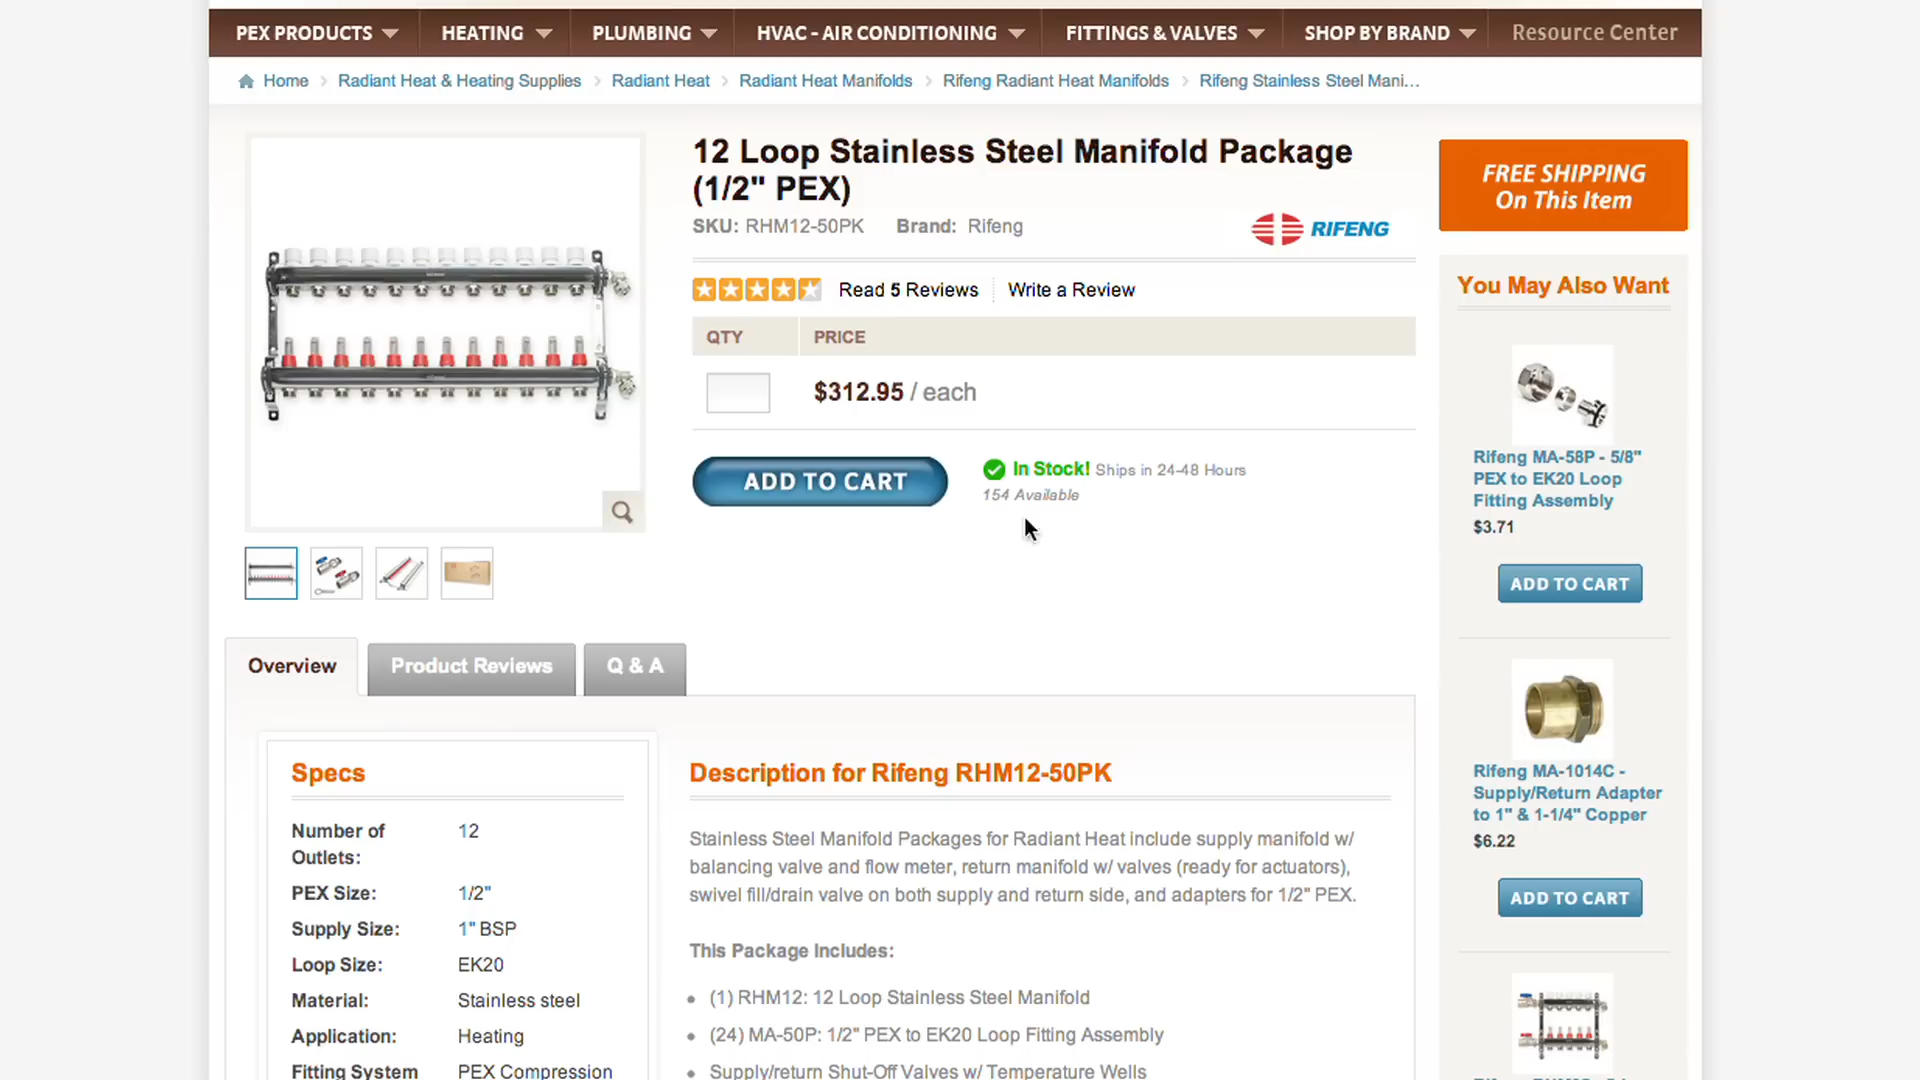 PEX PRODUCTS
HEATING
PLUMBING
HVAC - AIR CONDITIONING
FITTINGS & VALVES
SHOP BY BRAND
Resource Center
Home
Radiant Heat & Heating Supplies
Radiant Heat
Radiant Heat Manifolds
Rifeng Radiant Heat Manifolds
Rifeng Stainless Steel Mani...
12 Loop Stainless Steel Manifold Package
(1/2" PEX)
SKU: RHM12-50PK Brand: Rifeng
RIFENG
Read 5 Reviews
Write a Review
QTY PRICE
$312.95 / each
ADD TO CART
In Stock! Ships in 24-48 Hours
154 Available
Overview
Product Reviews
Q & A
Specs
Number of 12
Outlets:
PEX Size: 1/2"
Supply Size: 1" BSP
Loop Size: EK20
Material: Stainless steel
Application: Heating
Fitting System PEX Compression
Description for Rifeng RHM12-50PK
Stainless Steel Manifold Packages for Radiant Heat include supply manifold w/
balancing valve and flow meter, return manifold w/ valves (ready for actuators),
swivel fill/drain valve on both supply and return side, and adapters for 1/2" PEX.
This Package Includes:
(1) RHM12: 12 Loop Stainless Steel Manifold
(24) MA-50P: 1/2" PEX to EK20 Loop Fitting Assembly
Supply/return Shut-Off Valves w/ Temperature Wells
FREE SHIPPING
On This Item
You May Also Want
Rifeng MA-58P - 5/8"
PEX to EK20 Loop
Fitting Assembly
$3.71
ADD TO CART
Rifeng MA-1014C -
Supply/Return Adapter
to 1" & 1-1/4" Copper
$6.22
ADD TO CART